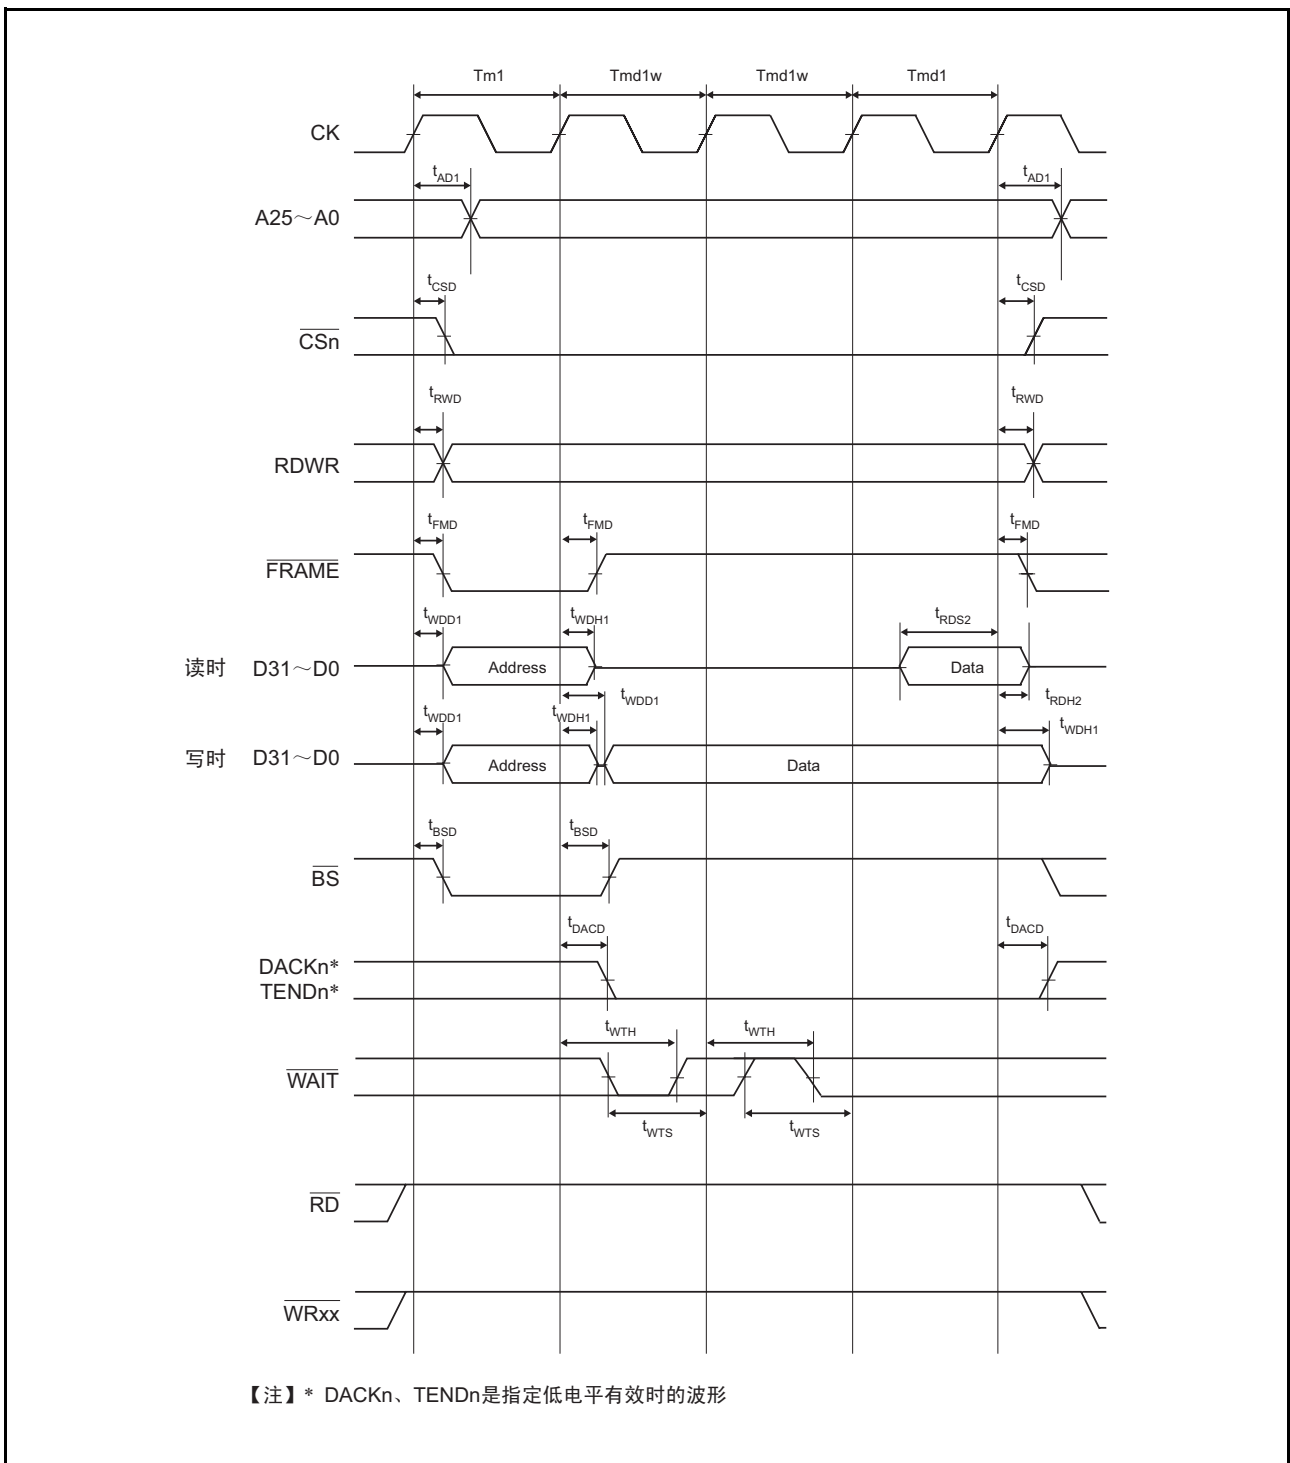 Tm1 Tmd1w Tmd1w Tmd1
CK
tAD1 tAD1
A25～A0
tCSD tCSD
CSn
tRWD tRWD
RDWR
tFMD tFMD tFMD
FRAME
tWDD1 tWDH1 tRDS2
读时 D31～D0 Address Data
tWDD1 tRDH2
tWDD1 tWDH1 tWDH1
写时 D31～D0 Address Data
tBSD tBSD
BS
tDACD tDACD
DACKn*
TENDn*
tWTH tWTH
WAIT
tWTS tWTS
RD
WRxx
【注】* DACKn、TENDn是指定低电平有效时的波形